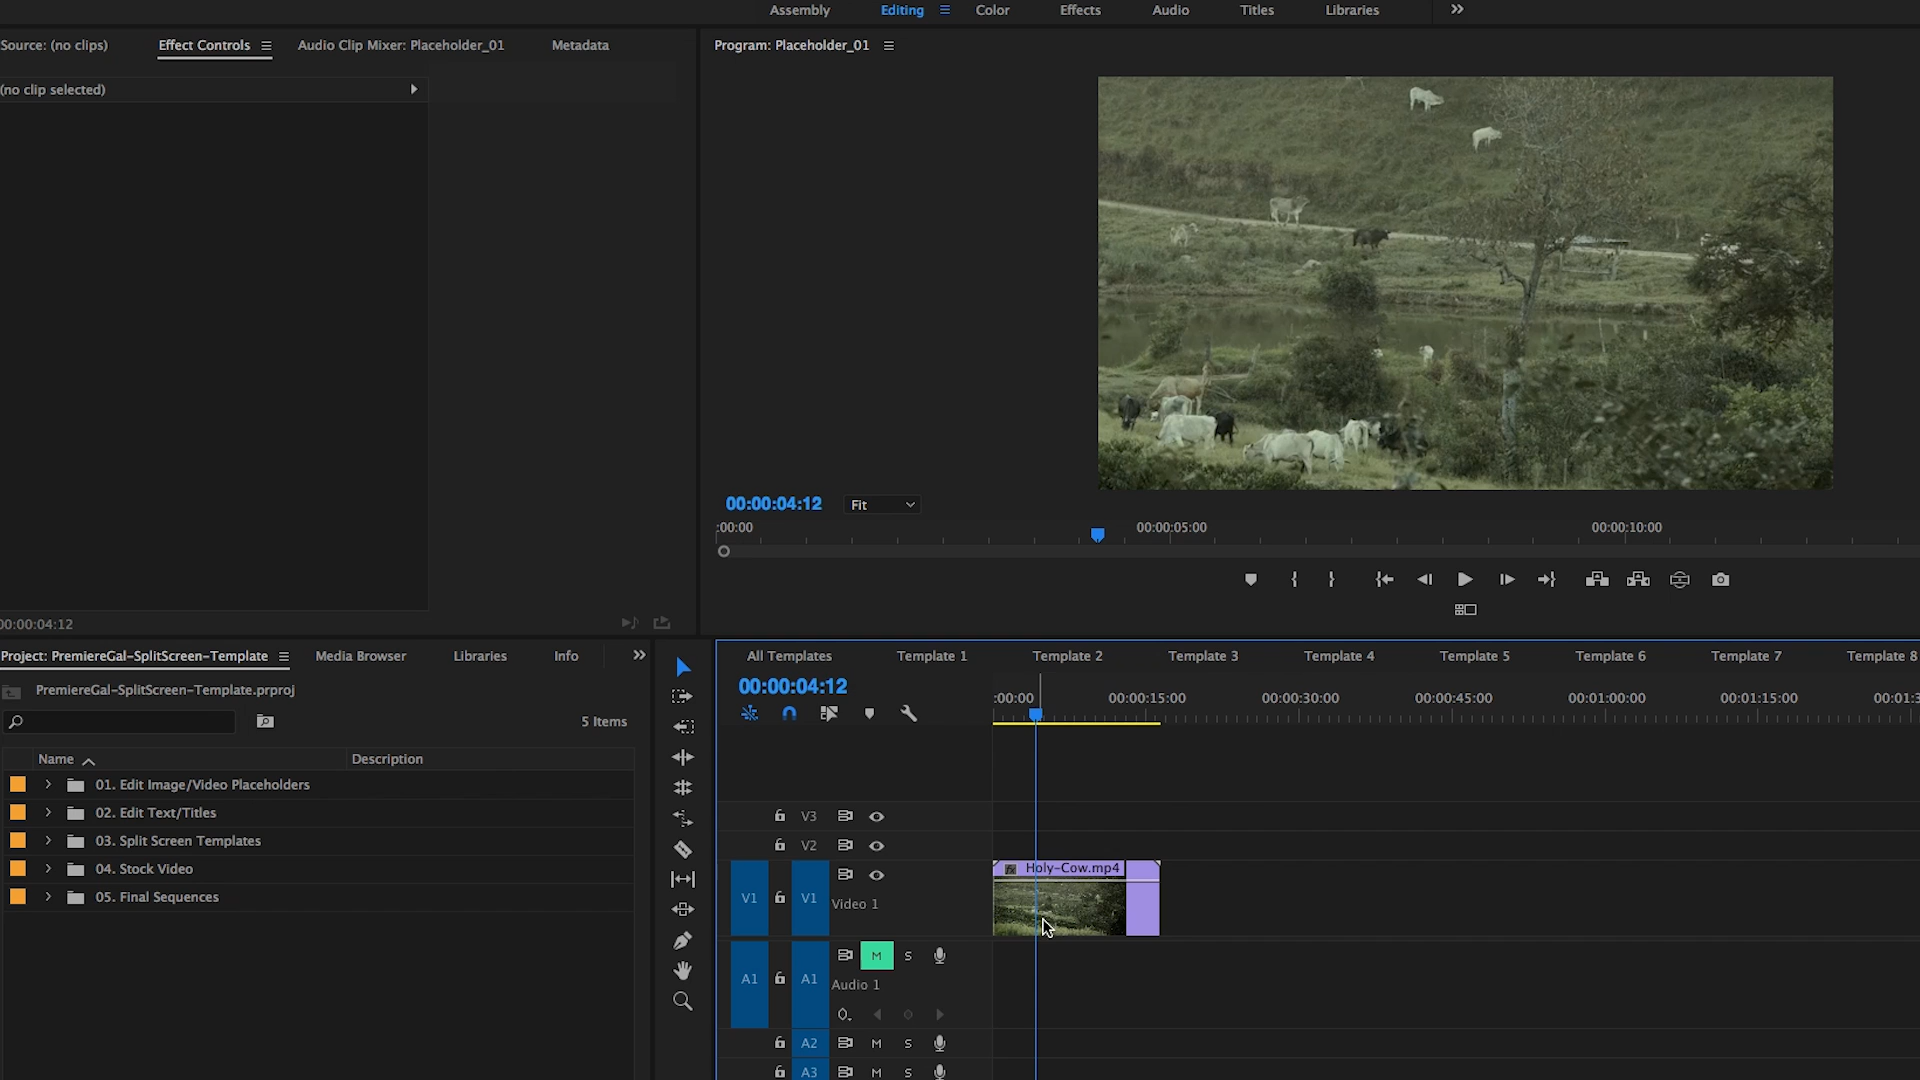 Assembly Editing Color Effects Audio Titles Libraries
Source: (no clips) Effect Controls Audio Clip Mixer: Placeholder_01 Metadata
Program: Placeholder_01
(no clip selected)
00:00:04:12 Fit
:00:00 00:00:05:00 00:00:10:00
00:00:04:12
Project: PremiereGal-SplitScreen-Template Media Browser Libraries Info
All Templates Template 1 Template 2 Template 3 Template 4 Template 5 Template 6 Template 7 Template 8
PremiereGal-SplitScreen-Template.prproj
00:00:04:12
:00:00 00:00:15:00 00:00:30:00 00:00:45:00 00:01:00:00 00:01:15:00 00:01:3
5 Items
Name Description
01. Edit Image/Video Placeholders
02. Edit Text/Titles
03. Split Screen Templates
04. Stock Video
05. Final Sequences
V3
V2
Holy-Cow.mp4
fx
V1 V1 Video 1
M S
A1 A1 Audio 1
A2 M S
A3 M S